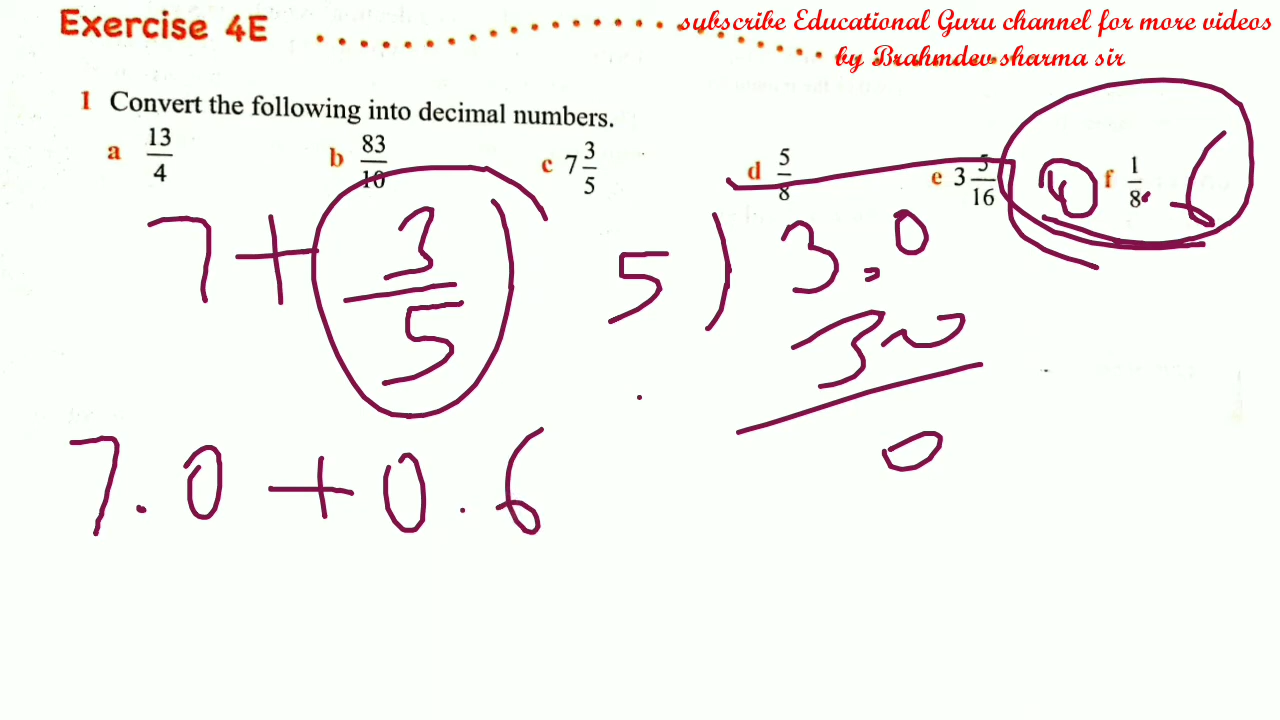 Exercise 4E
subscribe Educational Guru channel for more videos
by Brahmdev sharma sir
1 Convert the following into decimal numbers.
a 13/4 b 83/10 c 7 3/5 d 5/8 e 3 5/16 f 1/8
0.6
7 + 3/5 5) 3.0
30
0
7.0 + 0.6